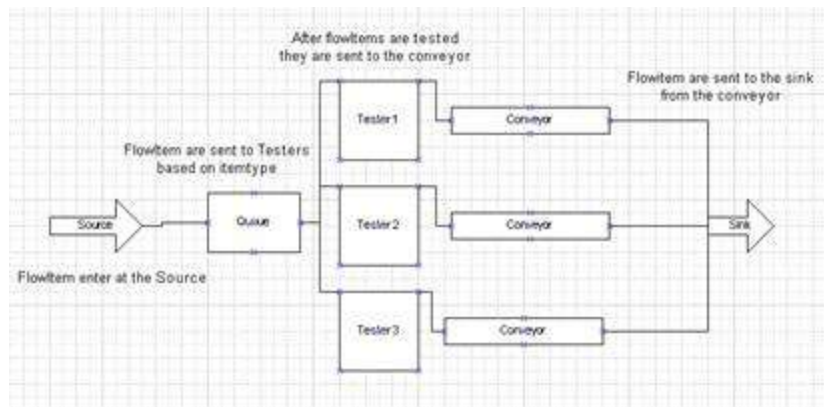 After flowitems are tested
they are sent to the conveyor
FlowItem are sent to the sink
from the conveyor
Tester1
Conveyor
FlowItem are sent to Testers
based on itemtype
Source
Queue
Tester2
Conveyor
Sink
FlowItem enter at the Source
Tester3
Conveyor